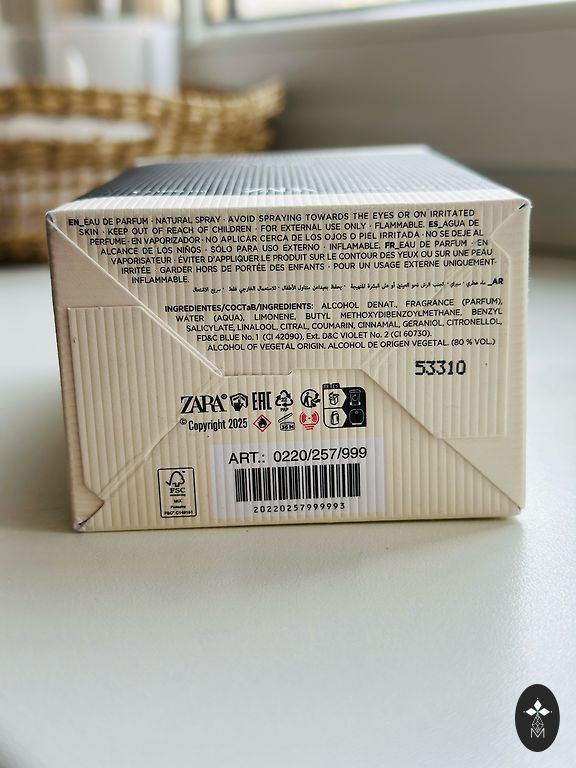 EN_EAU DE PARFUM · NATURAL SPRAY · AVOID SPRAYING TOWARDS THE EYES OR ON IRRITATED
SKIN · KEEP OUT OF REACH OF CHILDREN · FOR EXTERNAL USE ONLY · FLAMMABLE. ES_AGUA DE
PERFUME · EN VAPORIZADOR · NO APLICAR CERCA DE LOS OJOS O PIEL IRRITADA · NO SE DEJE AL
ALCANCE DE LOS NIÑOS · SÓLO PARA USO EXTERNO · INFLAMABLE. FR_EAU DE PARFUM · EN
VAPORISATEUR · ÉVITER D'APPLIQUER LE PRODUIT SUR LE CONTOUR DES YEUX OU SUR UNE PEAU
IRRITÉE · GARDER HORS DE PORTÉE DES ENFANTS · POUR UN USAGE EXTERNE UNIQUEMENT·
INFLAMMABLE.
AR_
INGREDIENTES/COCTaB/INGREDIENTS: ALCOHOL DENAT., FRAGRANCE (PARFUM),
WATER (AQUA), LIMONENE, BUTYL METHOXYDIBENZOYLMETHANE, BENZYL
SALICYLATE, LINALOOL, CITRAL, COUMARIN, CINNAMAL, GERANIOL, CITRONELLOL,
FD&C BLUE No. 1 (CI 42090), Ext. D&C VIOLET No. 2 (CI 60730).
ALCOHOL OF VEGETAL ORIGIN. ALCOHOL DE ORIGEN VEGETAL. (80 % VOL.)
53310
ZARA® EAC PAP
© Copyright 2025 36 M
ART.: 0220/257/999
20220257999993
FSC
MIX
Packaging